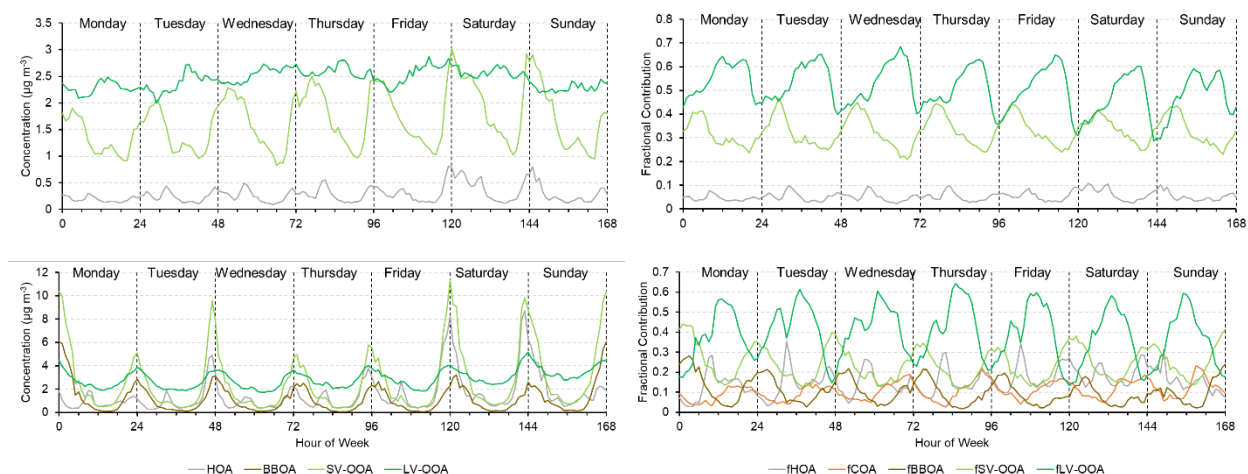 Monday Tuesday Wednesday Thursday Friday Saturday Sunday
Concentration (µg m⁻³)
3.5
3
2.5
2
1.5
1
0.5
0
0 24 48 72 96 120 144 168
Monday Tuesday Wednesday Thursday Friday Saturday Sunday
Fractional Contribution
0.8
0.7
0.6
0.5
0.4
0.3
0.2
0.1
0
0 24 48 72 96 120 144 168
Monday Tuesday Wednesday Thursday Friday Saturday Sunday
Concentration (µg m⁻³)
12
10
8
6
4
2
0
0 24 48 72 96 120 144 168
Hour of Week
HOA BBOA SV-OOA LV-OOA
Monday Tuesday Wednesday Thursday Friday Saturday Sunday
Fractional Contribution
0.7
0.6
0.5
0.4
0.3
0.2
0.1
0
0 24 48 72 96 120 144 168
Hour of Week
fHOA fCOA fBBOA fSV-OOA fLV-OOA